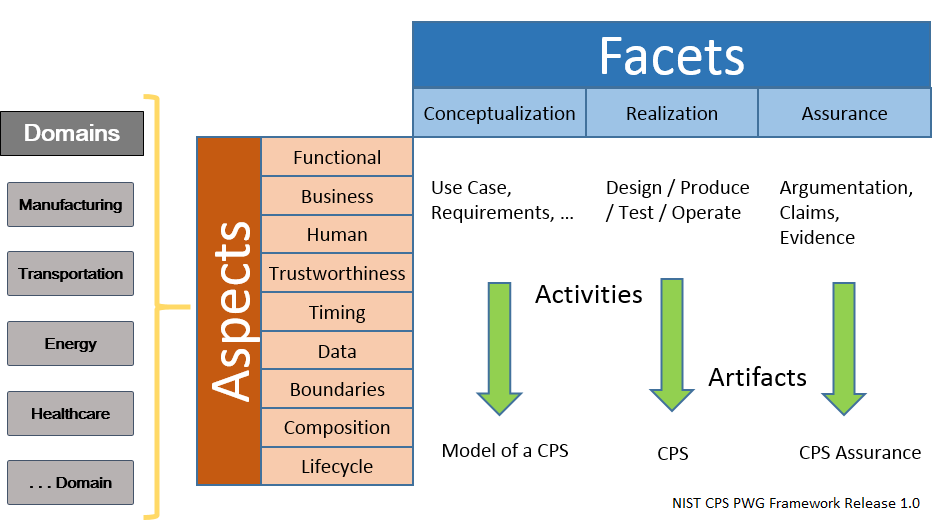 Facets
Conceptualization
Realization
Assurance
Domains
Manufacturing
Transportation
Energy
Healthcare
. . . Domain
Aspects
Functional
Business
Human
Trustworthiness
Timing
Data
Boundaries
Composition
Lifecycle
Use Case,
Requirements, ...
Design / Produce
/ Test / Operate
Argumentation,
Claims,
Evidence
Activities
Artifacts
Model of a CPS
CPS
CPS Assurance
NIST CPS PWG Framework Release 1.0